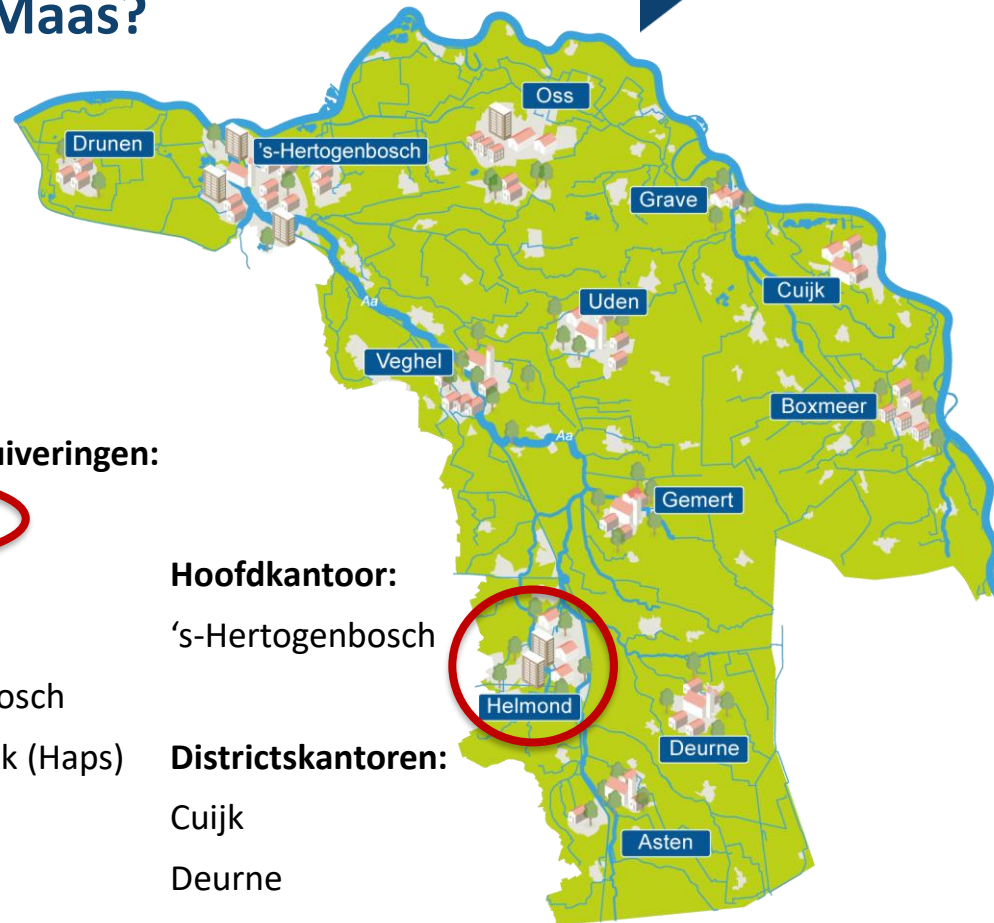 Maas?
Oss
Drunen
's-Hertogenbosch
Grave
Cuijk
Uden
Aa
Veghel
Boxmeer
Aa
uiveringen:
Gemert
Hoofdkantoor:
‘s-Hertogenbosch
osch
Helmond
k (Haps)
Districtskantoren:
Deurne
Cuijk
Asten
Deurne